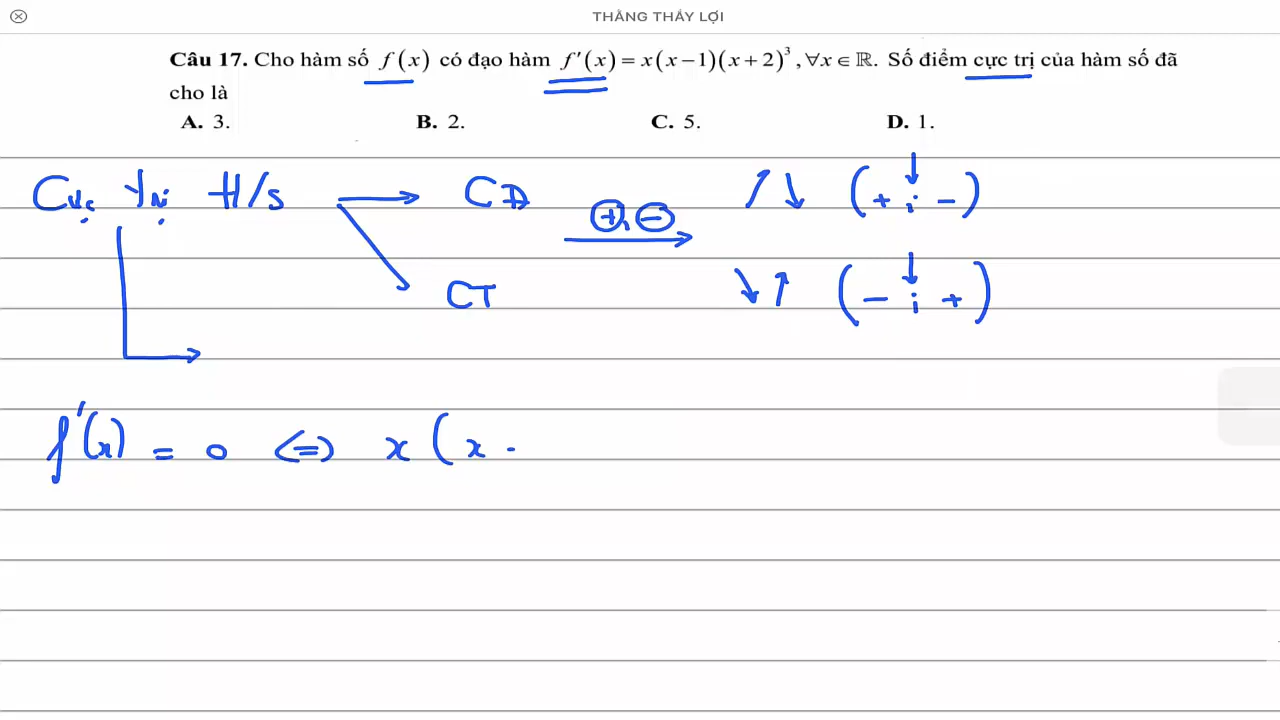 THẲNG THẦY LỢI
Câu 17. Cho hàm số f(x) có đạo hàm f'(x) = x(x−1)(x+2)³, ∀x ∈ ℝ. Số điểm cực trị của hàm số đã
cho là
A. 3. B. 2. C. 5. D. 1.
Cực trị H/s → CĐ ⊕, ⊖ → ↗ ↓ (+ ¡ −)
CT ↘ ↑ (− ¡ +)
f'(x) = 0 ⇔ x (x -